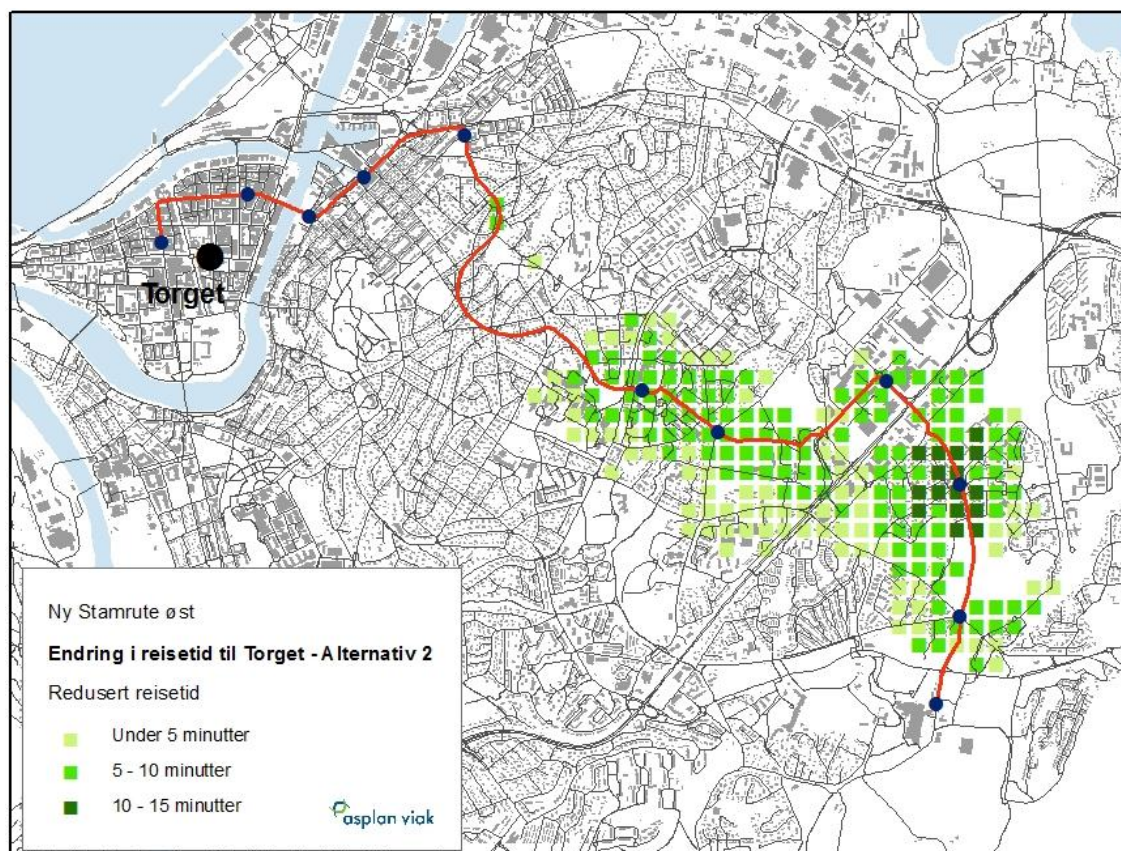 Torget
Ny Stamrute øst
Endring i reisetid til Torget - Alternativ 2
Redusert reisetid
Under 5 minutter
5 - 10 minutter
10 - 15 minutter
asplan viak